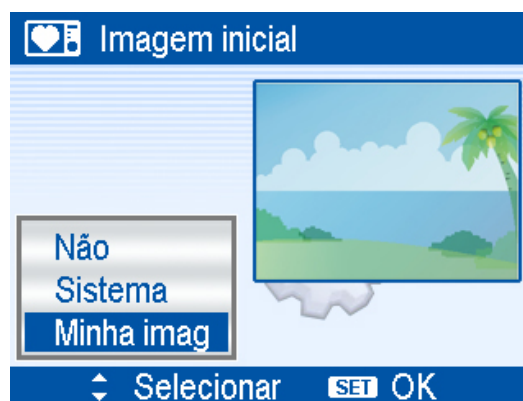 Imagem inicial
Não
Sistema
Minha imag
Selecionar SET OK